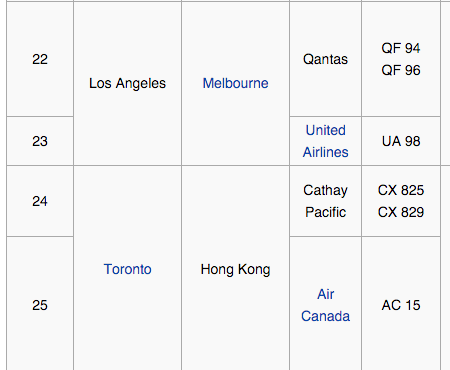 22
Los Angeles
Melbourne
Qantas
QF 94
QF 96
23
United
Airlines
UA 98
24
Toronto
Hong Kong
Cathay
Pacific
CX 825
CX 829
25
Air
Canada
AC 15